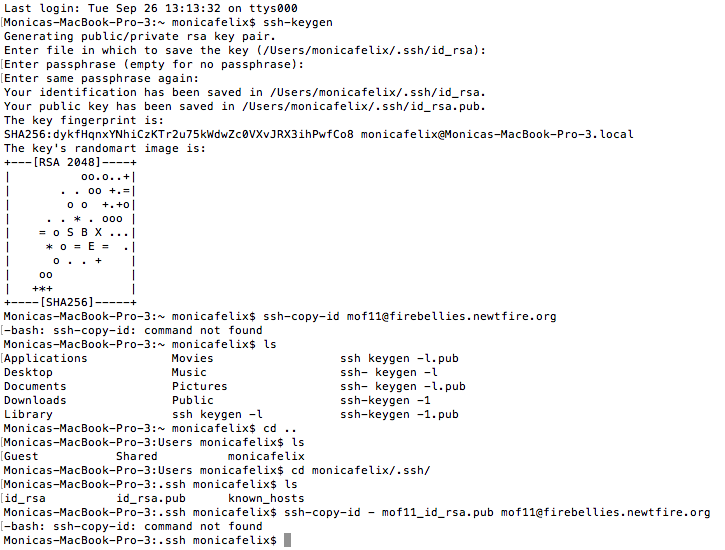 Last login: Tue Sep 26 13:13:32 on ttys000
Monicas-MacBook-Pro-3:~ monicafelix$ ssh-keygen
Generating public/private rsa key pair.
Enter file in which to save the key (/Users/monicafelix/.ssh/id_rsa):
[Enter passphrase (empty for no passphrase):
[Enter same passphrase again:
Your identification has been saved in /Users/monicafelix/.ssh/id_rsa.
Your public key has been saved in /Users/monicafelix/.ssh/id_rsa.pub.
The key fingerprint is:
SHA256:dykfHqnxYNhiCzKTr2u75kWdwZc0VXvJRX3ihPwfCo8 monicafelix@Monicas-MacBook-Pro-3.local
The key's randomart image is:
+---[RSA 2048]----+
|          oo.o..+|
|       . . oo +.=|
|        o o  +.+o|
|     . . * . ooo |
|    = o S B X ...|
|     * o = E =  .|
|      o . . +    |
|    oo           |
|   +*+           |
+----[SHA256]-----+
Monicas-MacBook-Pro-3:~ monicafelix$ ssh-copy-id mof11@firebellies.newtfire.org
[-bash: ssh-copy-id: command not found
Monicas-MacBook-Pro-3:~ monicafelix$ ls
[Applications Movies ssh keygen -l.pub
Desktop Music ssh- keygen -l
Documents Pictures ssh- keygen -l.pub
Downloads Public ssh-keygen -1
Library ssh keygen -l ssh-keygen -1.pub
Monicas-MacBook-Pro-3:~ monicafelix$ cd ..
[Monicas-MacBook-Pro-3:Users monicafelix$ ls
[Guest Shared monicafelix
Monicas-MacBook-Pro-3:Users monicafelix$ cd monicafelix/.ssh/
[Monicas-MacBook-Pro-3:.ssh monicafelix$ ls
[id_rsa id_rsa.pub known_hosts
Monicas-MacBook-Pro-3:.ssh monicafelix$ ssh-copy-id - mof11_id_rsa.pub mof11@firebellies.newtfire.org
[-bash: ssh-copy-id: command not found
Monicas-MacBook-Pro-3:.ssh monicafelix$